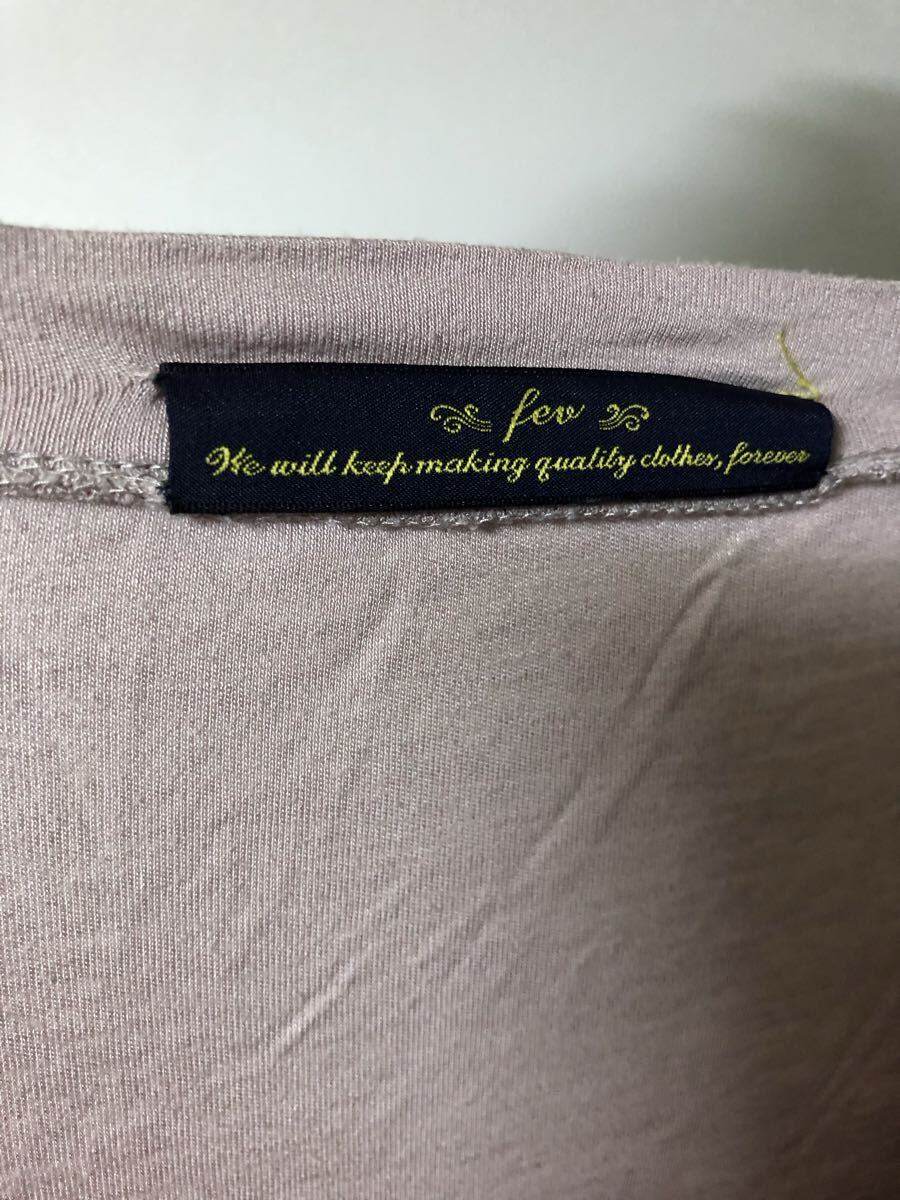 fev
We will keep making quality clothes, forever